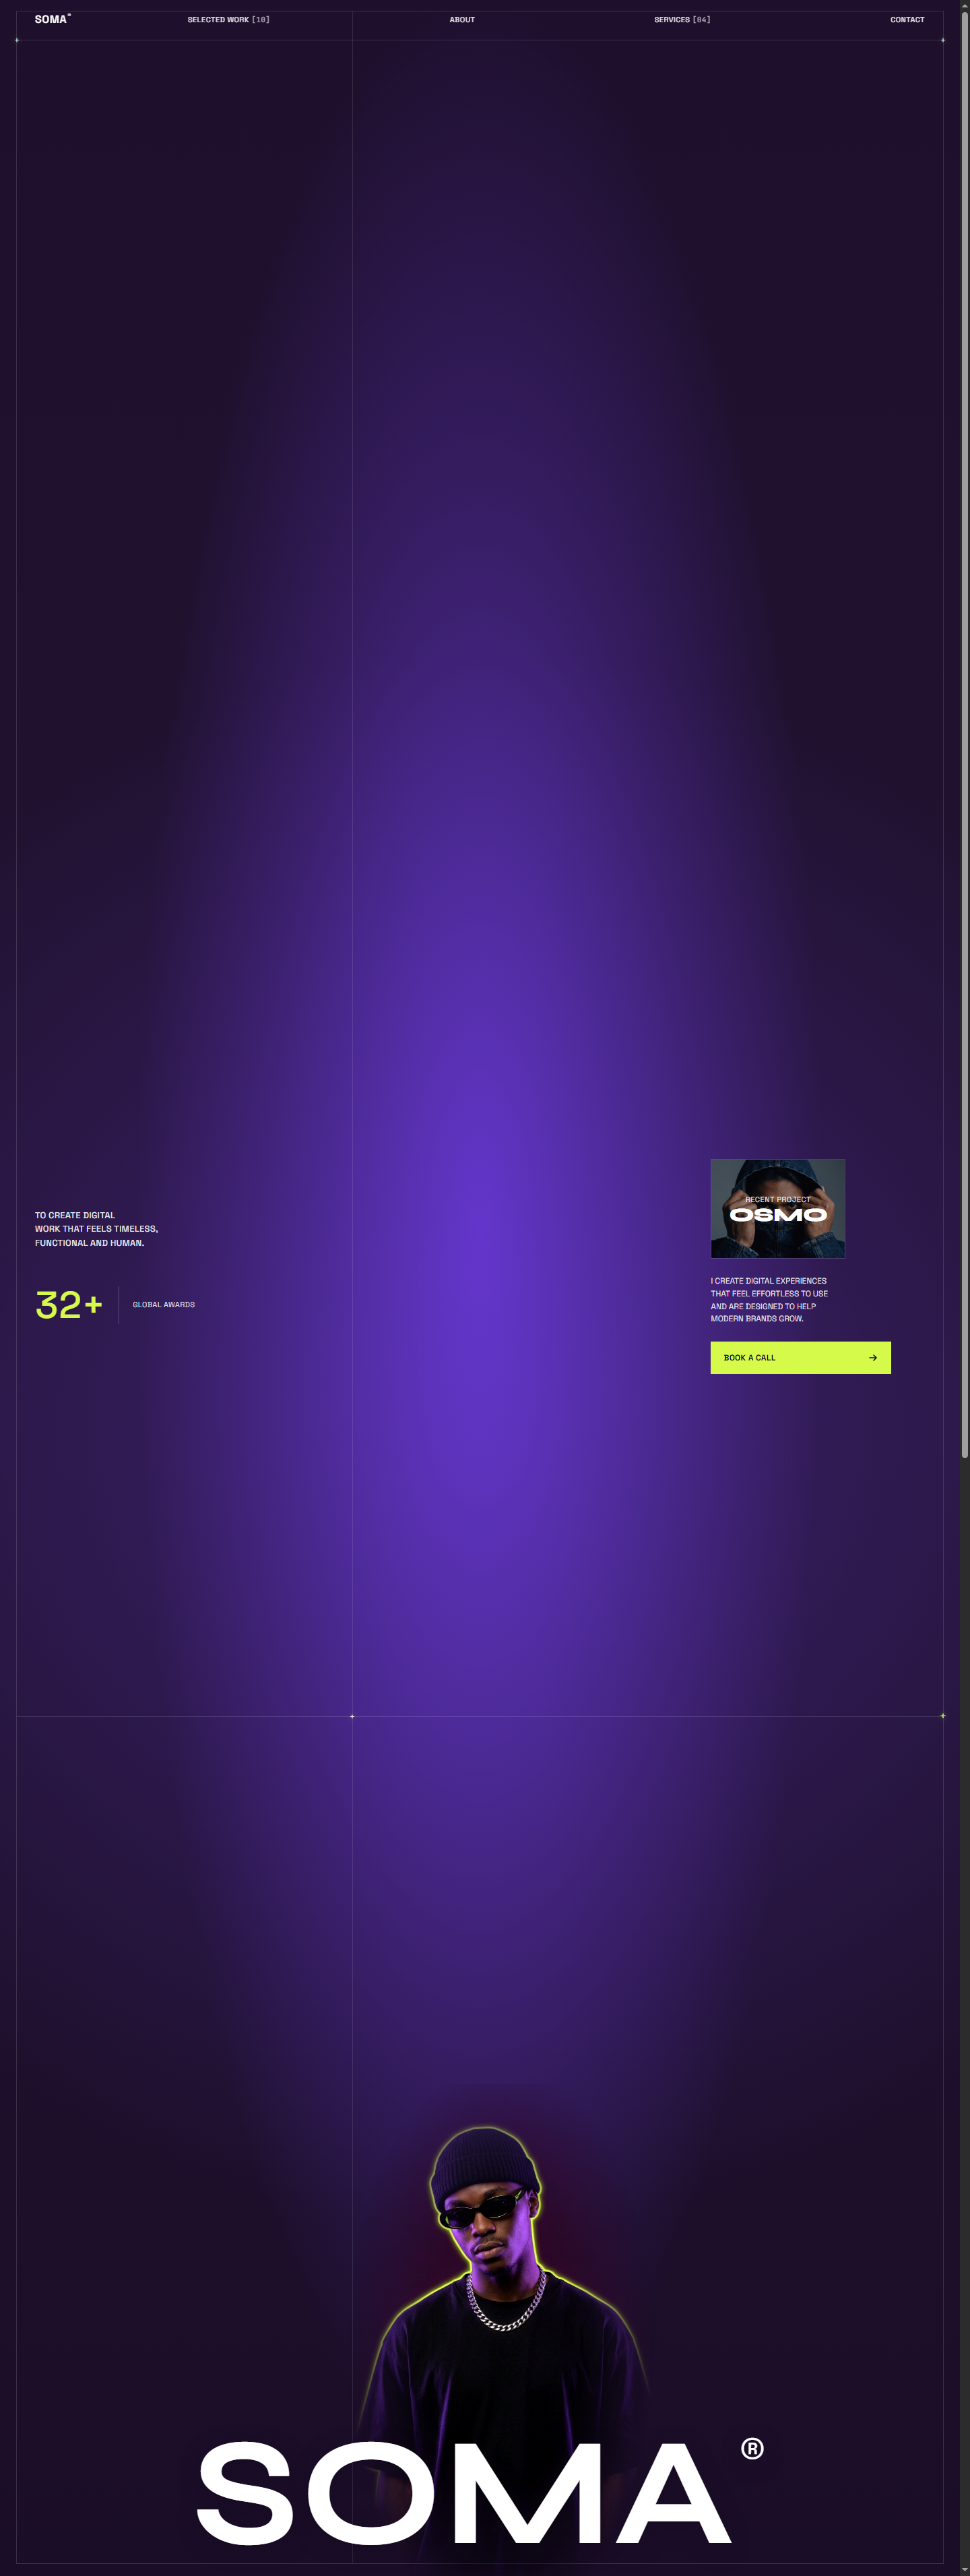 SOMA®
SELECTED WORK [10]
ABOUT
SERVICES [04]
CONTACT
TO CREATE DIGITAL
WORK THAT FEELS TIMELESS,
FUNCTIONAL AND HUMAN.
32+
GLOBAL AWARDS
RECENT PROJECT
OSMO
I CREATE DIGITAL EXPERIENCES
THAT FEEL EFFORTLESS TO USE
AND ARE DESIGNED TO HELP
MODERN BRANDS GROW.
BOOK A CALL →
SOMA®